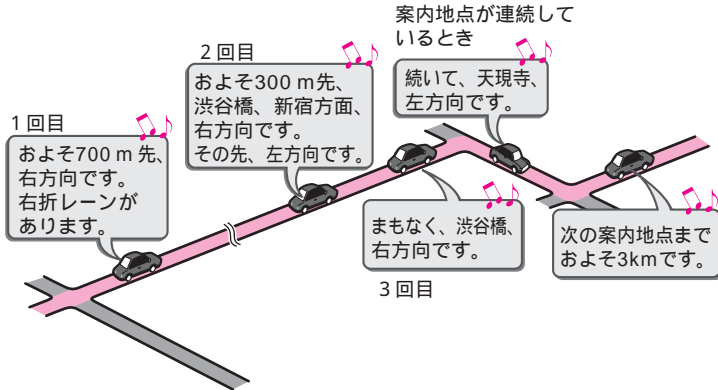 1回目
およそ700 m 先、
右方向です。
右折レーンが
あります。
2回目
およそ300 m 先、
渋谷橋、新宿方面、
右方向です。
その先、左方向です。
まもなく、渋谷橋、
右方向です。
3回目
案内地点が連続して
いるとき
続いて、天現寺、
左方向です。
次の案内地点まで
およそ3kmです。